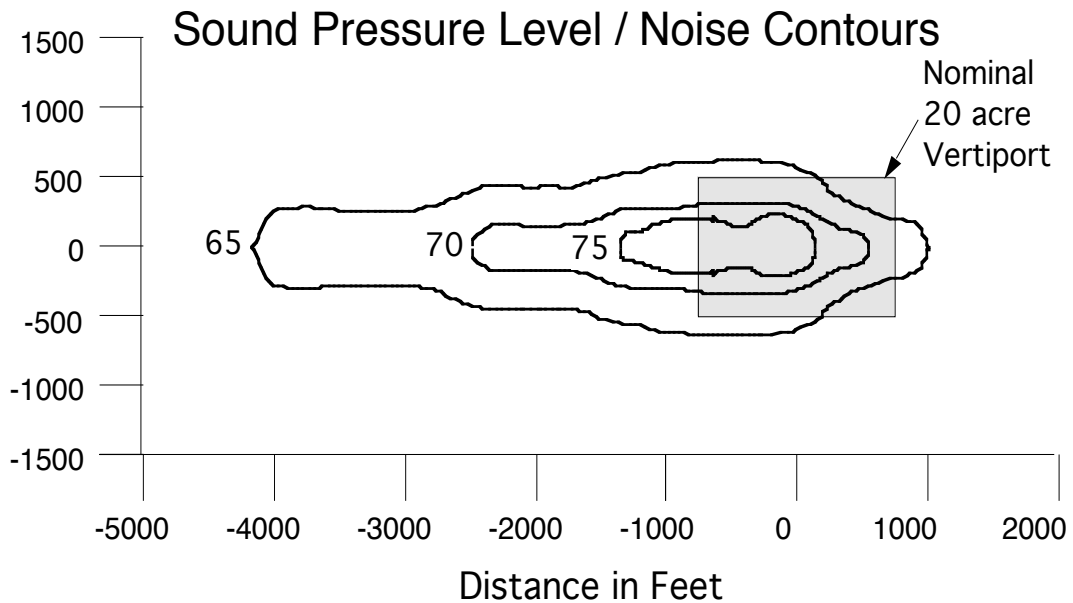 Sound Pressure Level / Noise Contours
Nominal
20 acre
Vertiport
1500
1000
500
0
-500
-1000
-1500
65
70
75
-5000 -4000 -3000 -2000 -1000 0 1000 2000
Distance in Feet